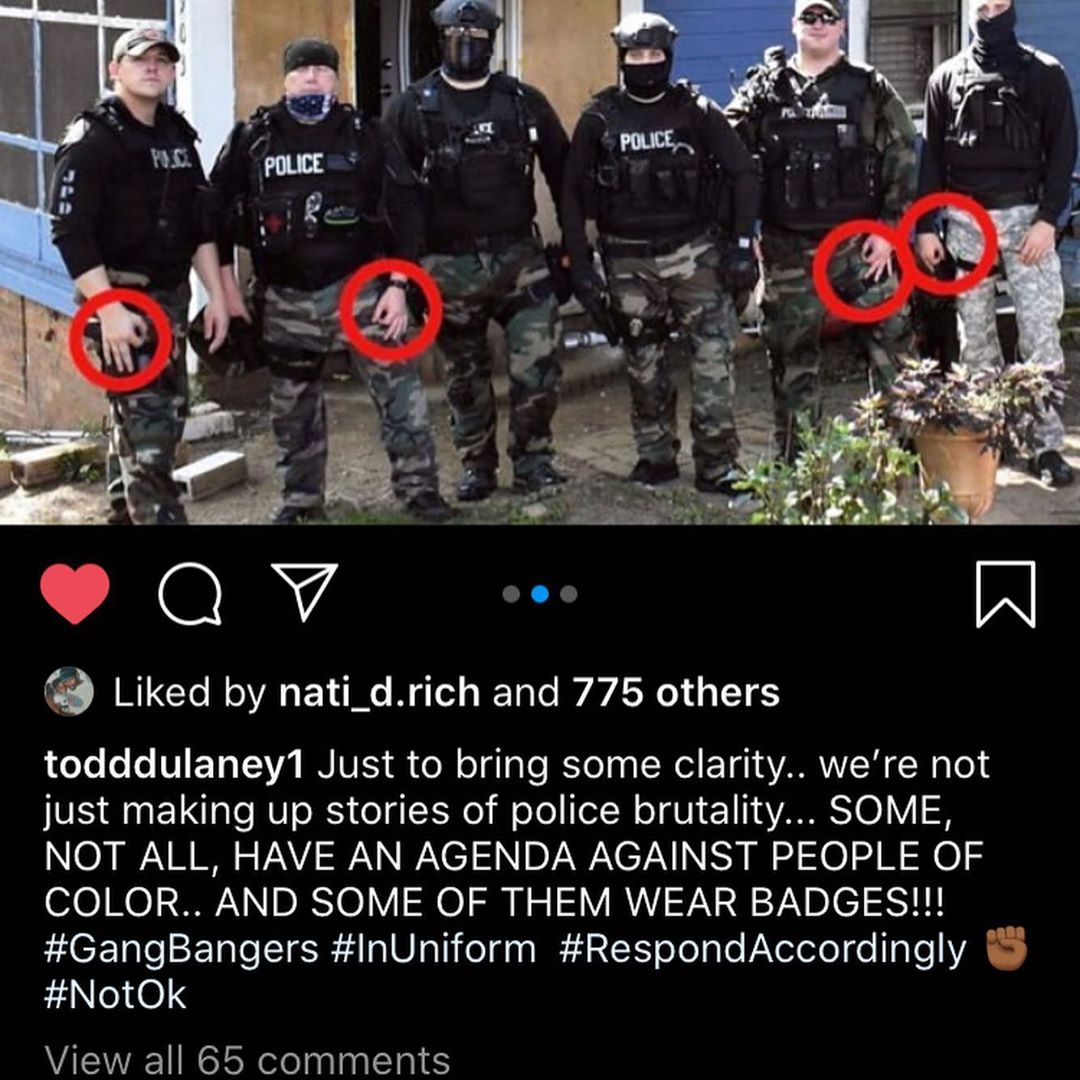 POLICE
JPD
POLICE
POLICE
Liked by nati_d.rich and 775 others
todddulaney1 Just to bring some clarity.. we’re not
just making up stories of police brutality... SOME,
NOT ALL, HAVE AN AGENDA AGAINST PEOPLE OF
COLOR.. AND SOME OF THEM WEAR BADGES!!!
#GangBangers #InUniform #RespondAccordingly ✊🏾
#NotOk
View all 65 comments